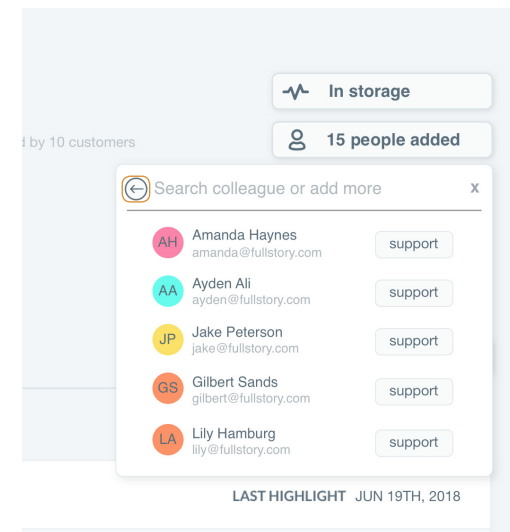 In storage
by 10 customers
15 people added
Search colleague or add more x
AH Amanda Haynes
amanda@fullstory.com
support
AA Ayden Ali
ayden@fullstory.com
support
JP Jake Peterson
jake@fullstory.com
support
GS Gilbert Sands
gilbert@fullstory.com
support
LA Lily Hamburg
lily@fullstory.com
support
LAST HIGHLIGHT JUN 19TH, 2018